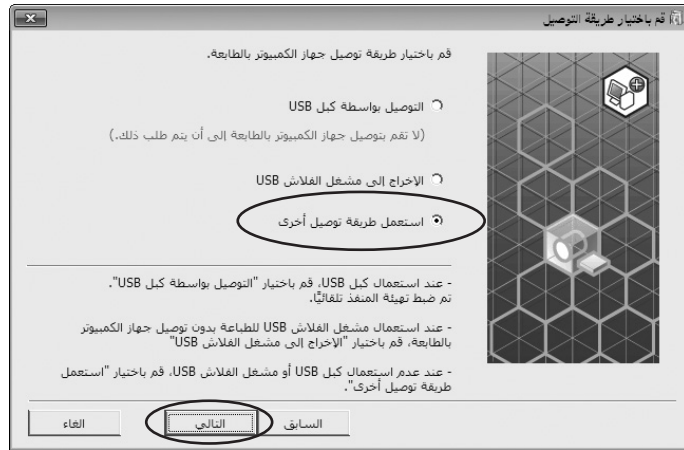 قم باختيار طريقة التوصيل
قم باختيار طريقة توصيل جهاز الكمبيوتر بالطابعة.
التوصيل بواسطة كبل USB
(لا تقم بتوصيل جهاز الكمبيوتر بالطابعة إلى أن يتم طلب ذلك.)
الإخراج إلى مشغل الفلاش USB
استعمل طريقة توصيل أخرى
- عند استعمال كبل USB، قم باختيار "التوصيل بواسطة كبل USB".
تم ضبط تهيئة المنفذ تلقائيًا.
- عند استعمال مشغل الفلاش USB للطباعة بدون توصيل جهاز الكمبيوتر
بالطابعة، قم باختيار "الإخراج إلى مشغل الفلاش USB"
- عند عدم استعمال كبل USB أو مشغل الفلاش USB، قم باختيار "استعمل
طريقة توصيل أخرى".
السابق التالي الغاء